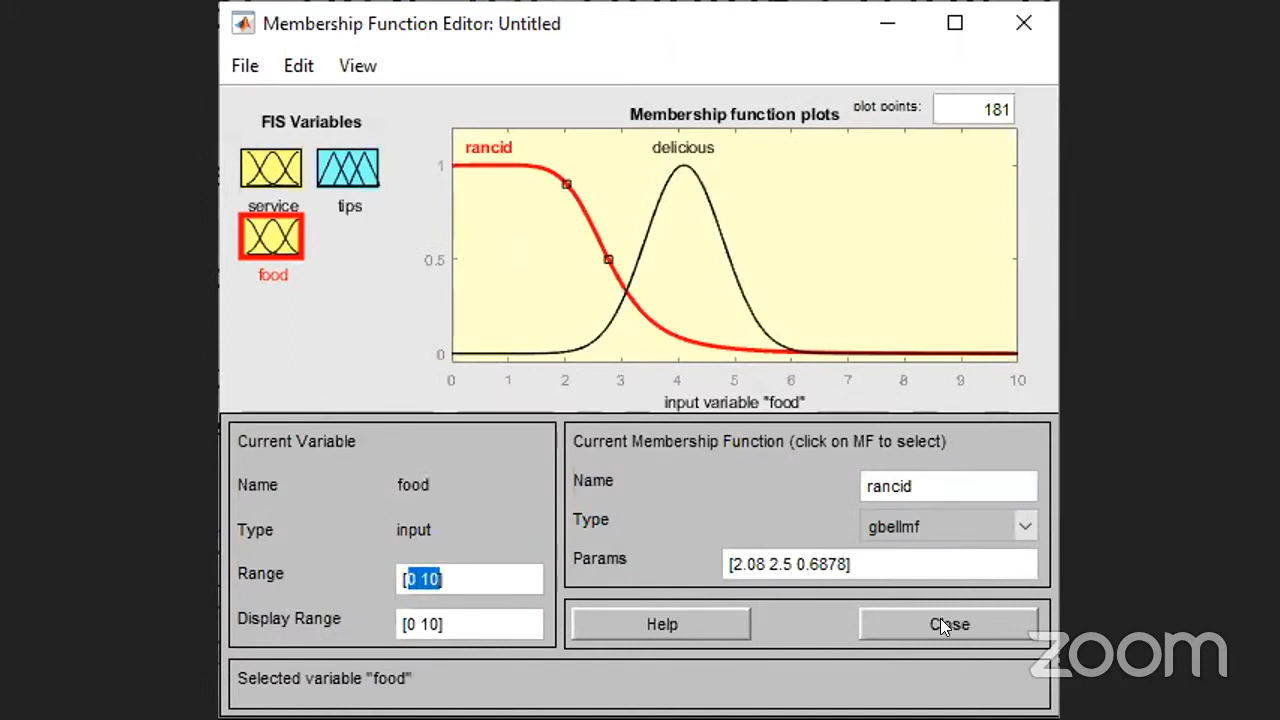 Membership Function Editor: Untitled
File Edit View
FIS Variables
service tips
food
Membership function plots plot points: 181
rancid delicious
1
0.5
0
0 1 2 3 4 5 6 7 8 9 10
input variable "food"
Current Variable
Name food
Type input
Range [0 10]
Display Range [0 10]
Current Membership Function (click on MF to select)
Name rancid
Type gbellmf
Params [2.08 2.5 0.6878]
Help Close
Selected variable "food"
zoom